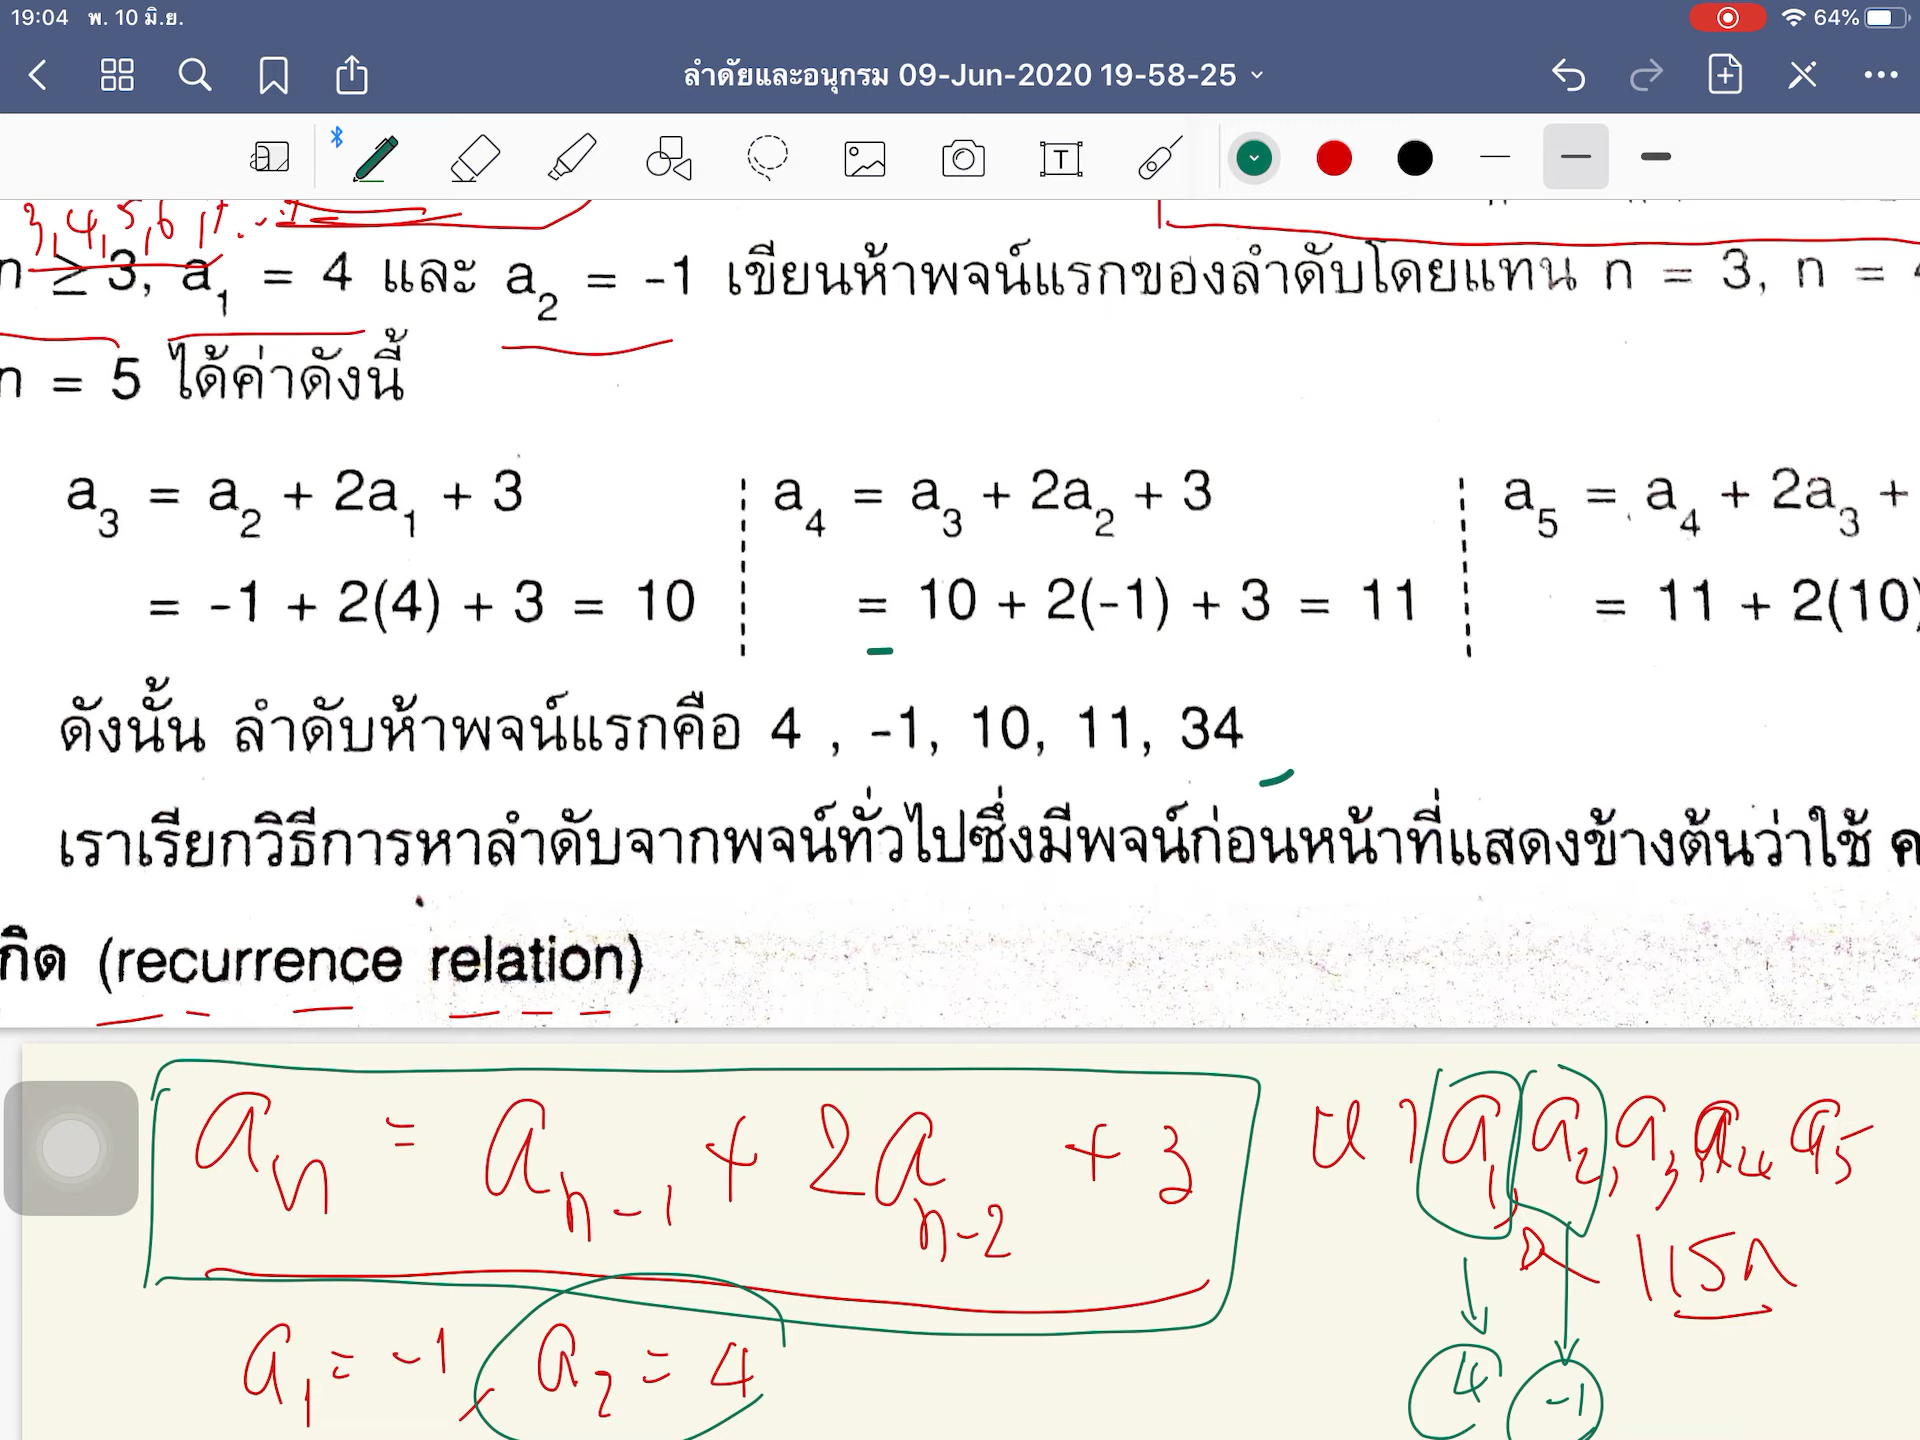 19:04 พ. 10 มิ.ย. 64%
ลำดัยและอนุกรม 09-Jun-2020 19-58-25
3, 4, 5, 6, 7
n ≥ 3, a₁ = 4 และ a₂ = -1 เขียนห้าพจน์แรกของลำดับโดยแทน n = 3, n =
n = 5 ได้ค่าดังนี้
a₃ = a₂ + 2a₁ + 3 a₄ = a₃ + 2a₂ + 3 a₅ = a₄ + 2a₃ +
= -1 + 2(4) + 3 = 10 = 10 + 2(-1) + 3 = 11 = 11 + 2(10)
ดังนั้น ลำดับห้าพจน์แรกคือ 4 , -1, 10, 11, 34
เราเรียกวิธีการหาลำดับจากพจน์ทั่วไปซึ่งมีพจน์ก่อนหน้าที่แสดงข้างต้นว่าใช้
กิด (recurrence relation)
aₙ = aₙ₋₁ + 2aₙ₋₂ + 3 a₁, a₂, a₃, a₄ a₅
แรก
a₁ = -1, a₂ = 4 4 -1